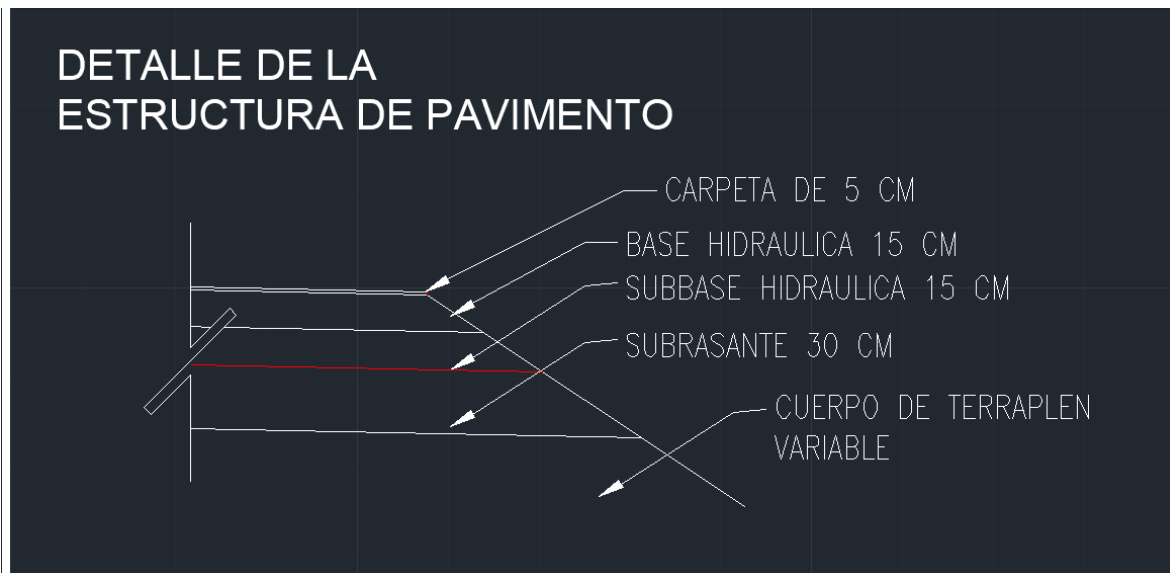 DETALLE DE LA
ESTRUCTURA DE PAVIMENTO
CARPETA DE 5 CM
BASE HIDRAULICA 15 CM
SUBBASE HIDRAULICA 15 CM
SUBRASANTE 30 CM
CUERPO DE TERRAPLEN
VARIABLE